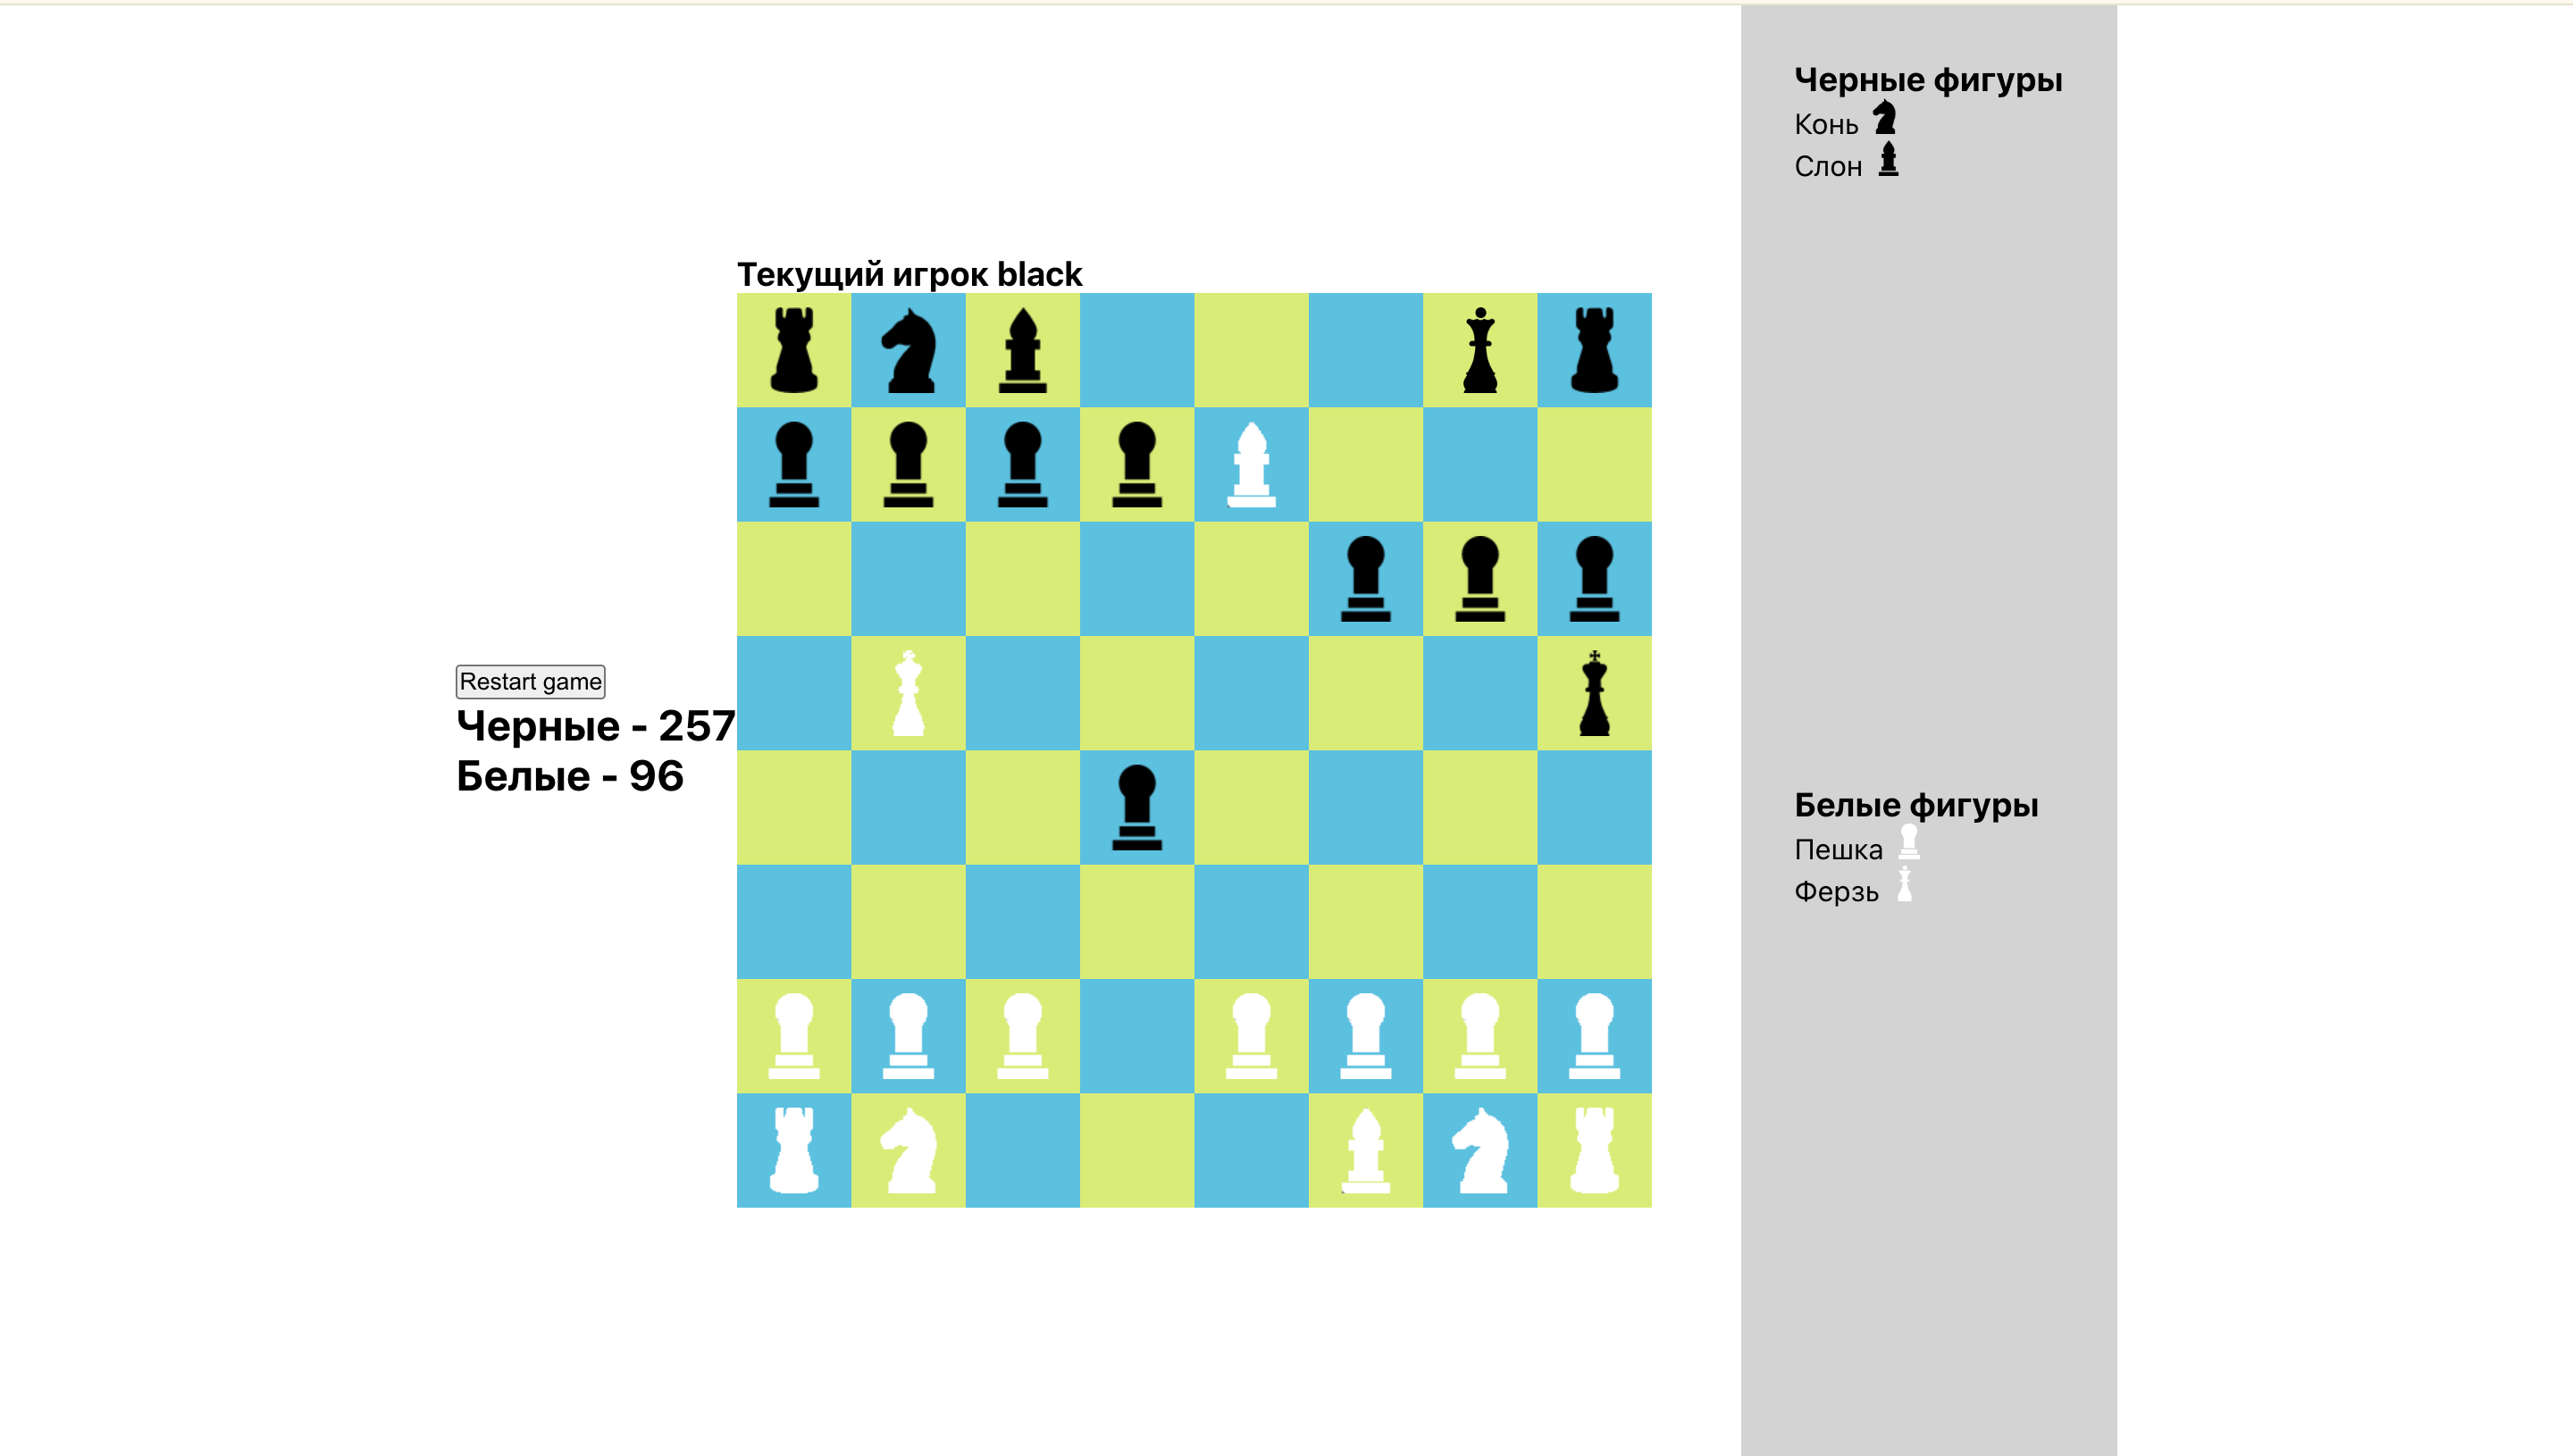 Текущий игрок black
Restart game
Черные - 257
Белые - 96
Черные фигуры
Конь
Слон
Белые фигуры
Пешка
Ферзь